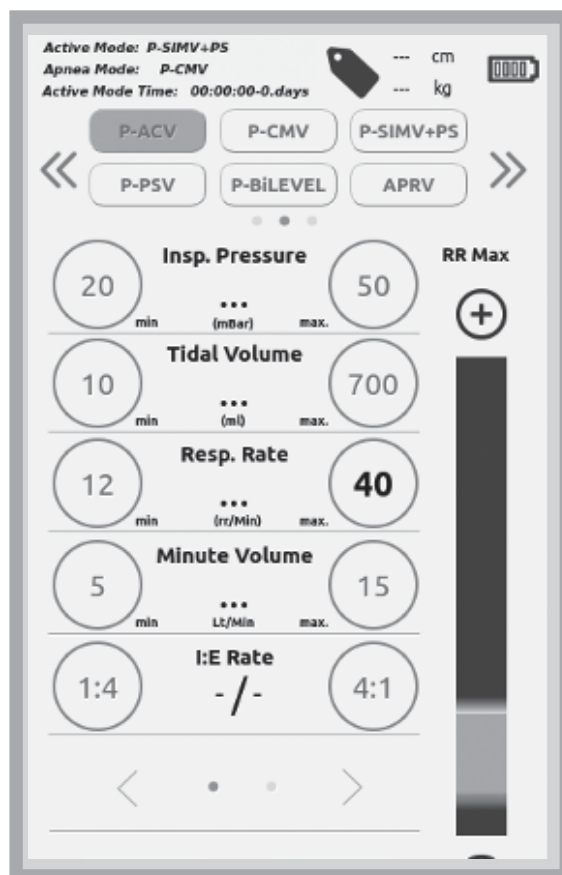 Active Mode: P-SIMV+PS
Apnea Mode: P-CMV
Active Mode Time: 00:00:00-0.days
--- cm
--- kg
P-ACV P-CMV P-SIMV+PS
P-PSV P-BiLEVEL APRV
Insp. Pressure RR Max
20 ... 50
min (mBar) max.
+
Tidal Volume
10 ... 700
min (ml) max.
Resp. Rate
12 ... 40
min (rr/Min) max.
Minute Volume
5 ... 15
min Lt/Min max.
I:E Rate
1:4 -/- 4:1